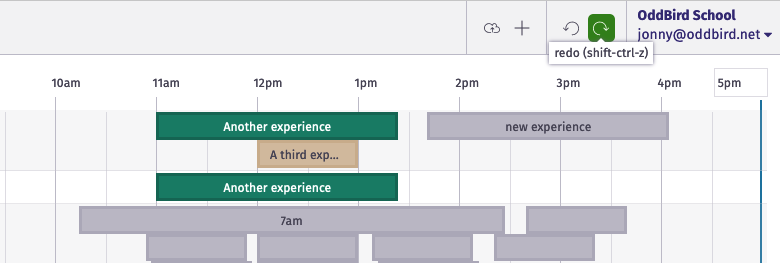 OddBird School
jonny@oddbird.net
redo (shift-ctrl-z)
10am 11am 12pm 1pm 2pm 3pm 4pm 5pm
Another experience new experience
A third exp...
Another experience
7am